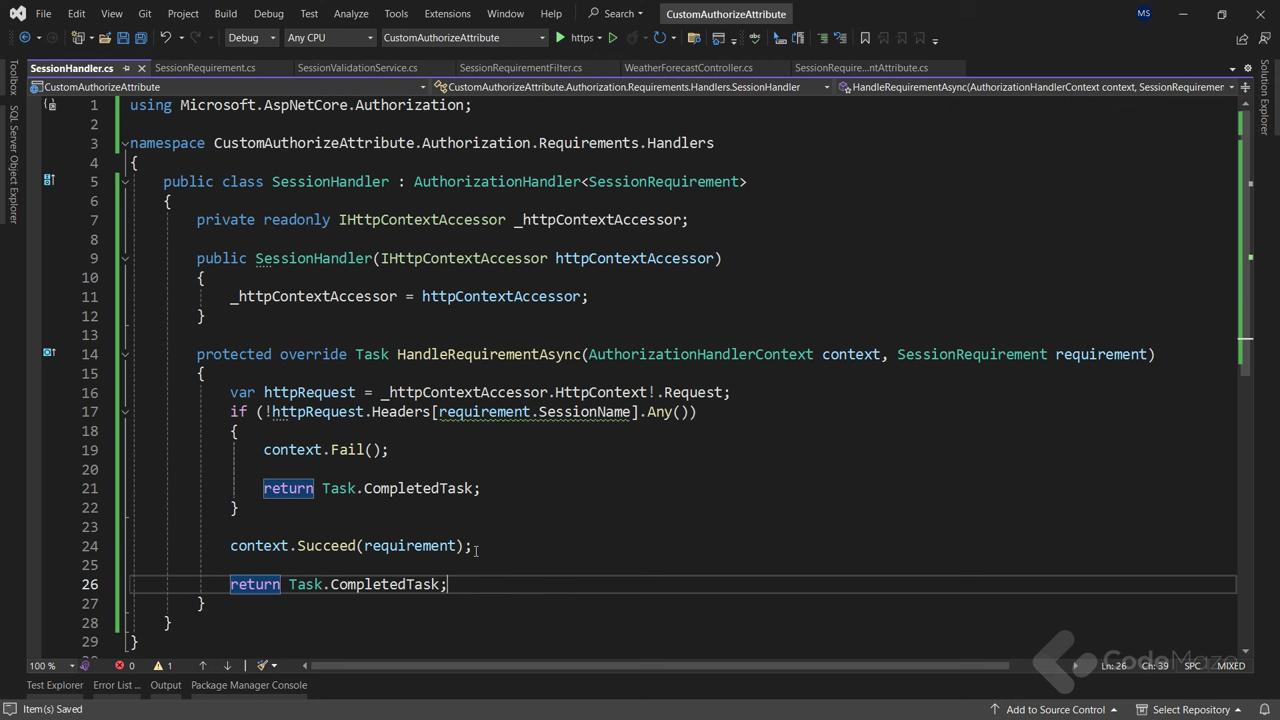 File Edit View Git Project Build Debug Test Analyze Tools Extensions Window Help Search CustomAuthorizeAttribute MS
Debug Any CPU CustomAuthorizeAttribute https
SessionHandler.cs SessionRequirement.cs SessionValidationService.cs SessionRequirementFilter.cs WeatherForecastController.cs SessionRequire...ntAttribute.cs
CustomAuthorizeAttribute CustomAuthorizeAttribute.Authorization.Requirements.Handlers.SessionHandler HandleRequirementAsync(AuthorizationHandlerContext context, SessionRequiremer
Toolbox
SQL Server Object Explorer
Solution Explorer
1 using Microsoft.AspNetCore.Authorization;
2
3 namespace CustomAuthorizeAttribute.Authorization.Requirements.Handlers
4 {
5 public class SessionHandler : AuthorizationHandler<SessionRequirement>
6 {
7 private readonly IHttpContextAccessor _httpContextAccessor;
8
9 public SessionHandler(IHttpContextAccessor httpContextAccessor)
10 {
11 _httpContextAccessor = httpContextAccessor;
12 }
13
14 protected override Task HandleRequirementAsync(AuthorizationHandlerContext context, SessionRequirement requirement)
15 {
16 var httpRequest = _httpContextAccessor.HttpContext!.Request;
17 if (!httpRequest.Headers[requirement.SessionName].Any())
18 {
19 context.Fail();
20
21 return Task.CompletedTask;
22 }
23
24 context.Succeed(requirement);
25
26 return Task.CompletedTask;
27 }
28 }
29 }
CodeMaze
100 % 0 1 Ln: 26 Ch: 39 SPC MIXED
Test Explorer Error List ... Output Package Manager Console
Item(s) Saved Add to Source Control Select Repository